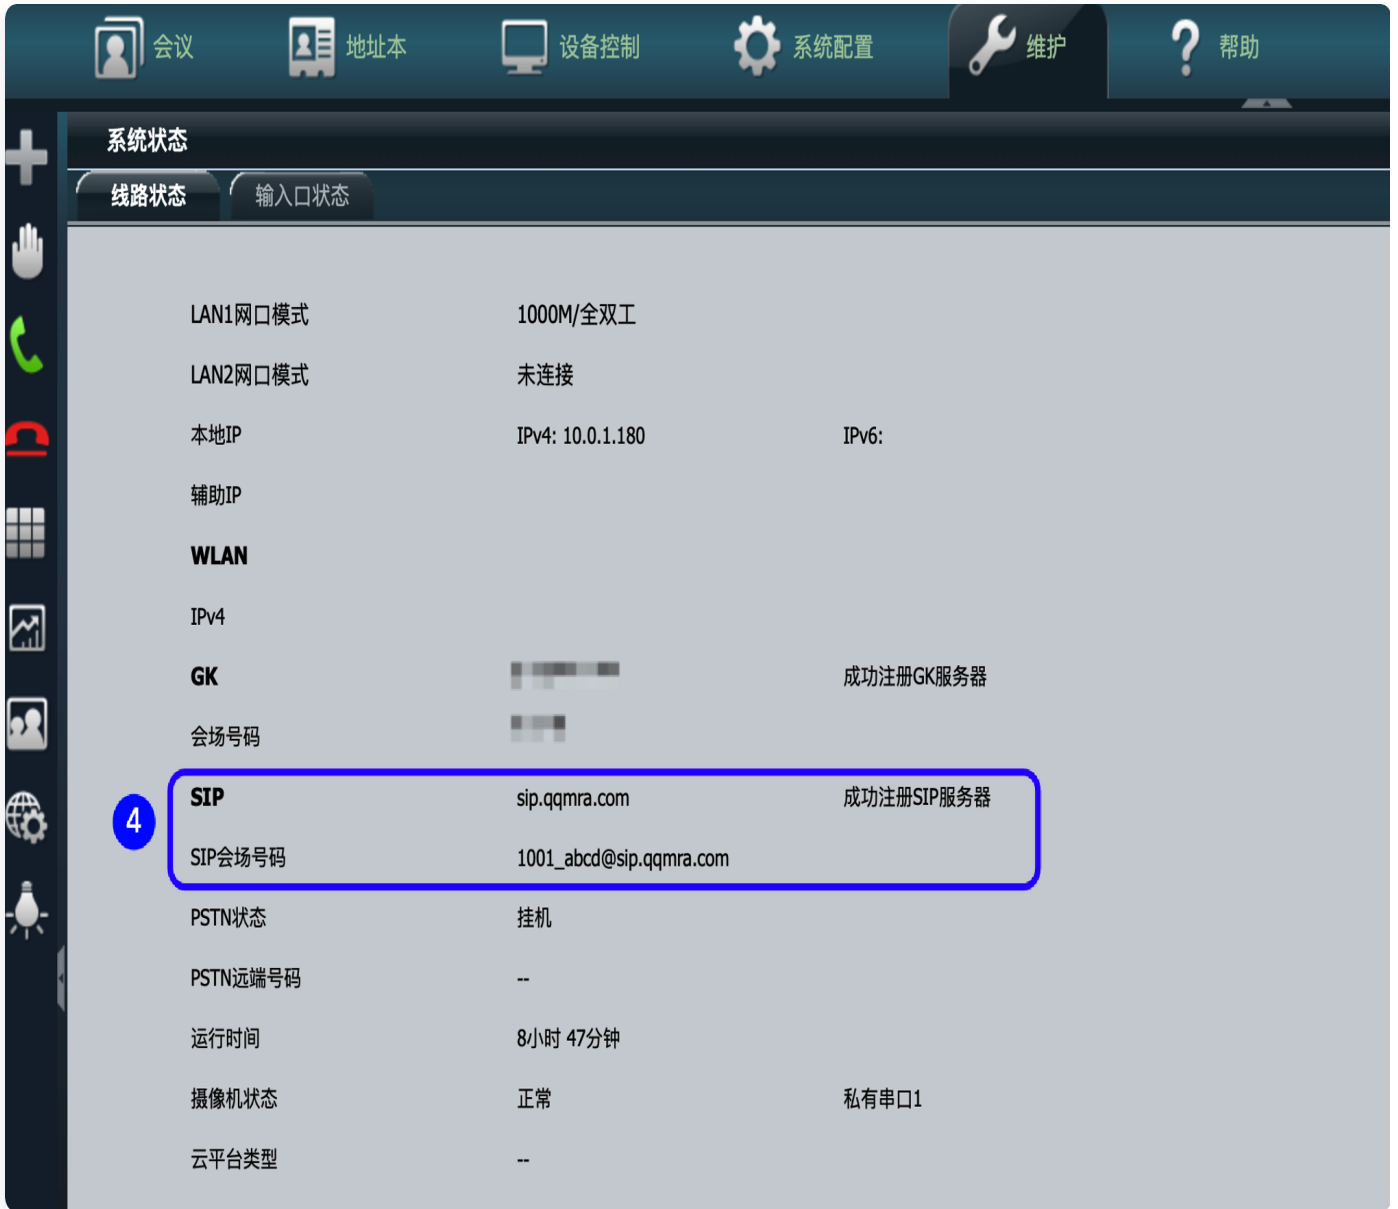 会议 地址本 设备控制 系统配置 维护 帮助
系统状态
线路状态 输入口状态
LAN1网口模式 1000M/全双工
LAN2网口模式 未连接
本地IP IPv4: 10.0.1.180 IPv6:
辅助IP
WLAN
IPv4
GK 成功注册GK服务器
会场号码
SIP sip.qqmra.com 成功注册SIP服务器
4
SIP会场号码 1001_abcd@sip.qqmra.com
PSTN状态 挂机
PSTN远端号码 --
运行时间 8小时 47分钟
摄像机状态 正常 私有串口1
云平台类型 --